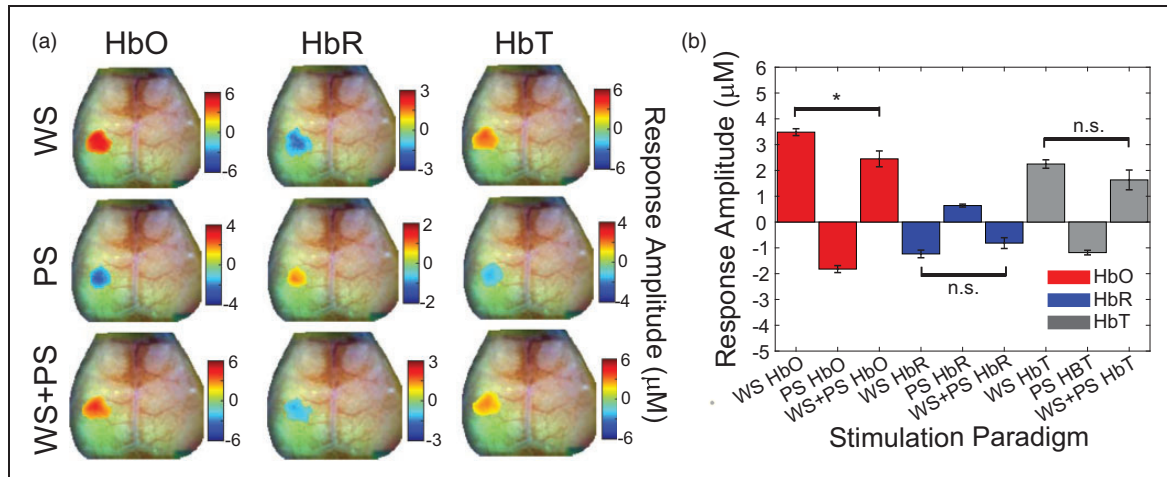 (a)
HbO
HbR
HbT
WS
6
0
-6
3
0
-3
6
0
-6
PS
4
0
-4
2
0
-2
4
0
-4
WS+PS
6
0
-6
3
0
-3
6
0
-6
Response Amplitude (μM)
(b)
Response Amplitude (μM)
6
5
4
3
2
1
0
-1
-2
-3
-4
-5
*
n.s.
n.s.
HbO
HbR
HbT
WS HbO
PS HbO
WS+PS HbO
WS HbR
PS HbR
WS+PS HbR
WS HbT
PS HBT
WS+PS HbT
Stimulation Paradigm